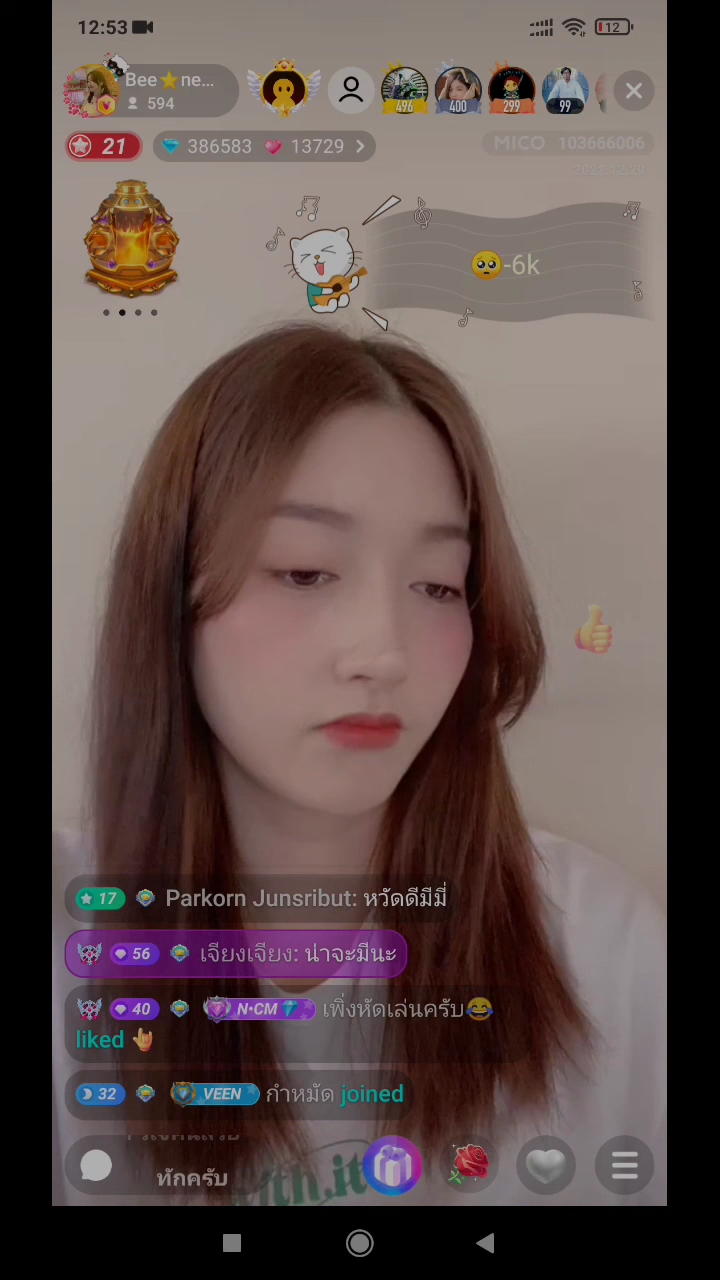 12:53
12
Bee⭐ne...
594
496
400
299
99
21
386583
13729
MICO 103666006
🥺-6k
17 Parkorn Junsribut: หวัดดีมีมี่
56 เจียงเจียง: น่าจะมีนะ
40 N•CM เพิ่งหัดเล่นครับ😂
liked 🤟
32 VEEN กำหมัด joined
ทักครับ
th.it